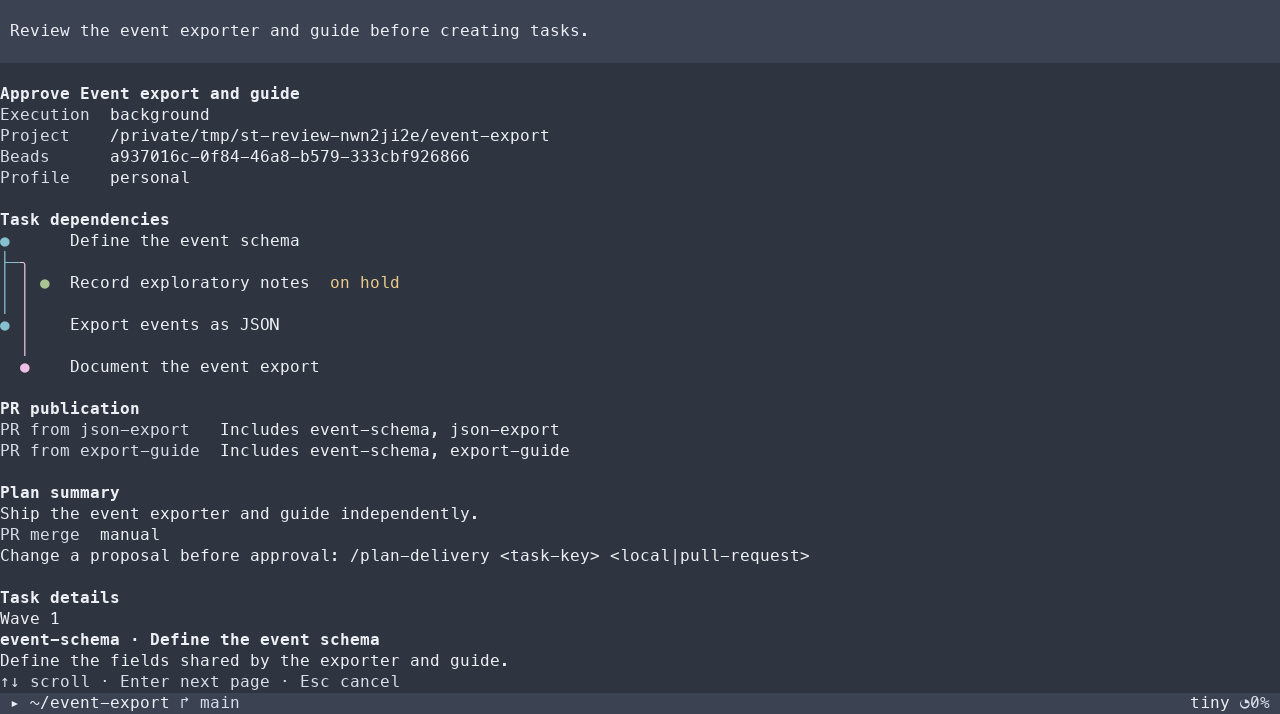 Review the event exporter and guide before creating tasks.
Approve Event export and guide
Execution  background
Project    /private/tmp/st-review-nwn2ji2e/event-export
Beads      a937016c-0f84-46a8-b579-333cbf926866
Profile    personal
Task dependencies
● Define the event schema
● Record exploratory notes  on hold
● Export events as JSON
● Document the event export
PR publication
PR from json-export   Includes event-schema, json-export
PR from export-guide  Includes event-schema, export-guide
Plan summary
Ship the event exporter and guide independently.
PR merge  manual
Change a proposal before approval: /plan-delivery <task-key> <local|pull-request>
Task details
Wave 1
event-schema · Define the event schema
Define the fields shared by the exporter and guide.
↑↓ scroll · Enter next page · Esc cancel
▸ ~/event-export ↱ main tiny ◔0%